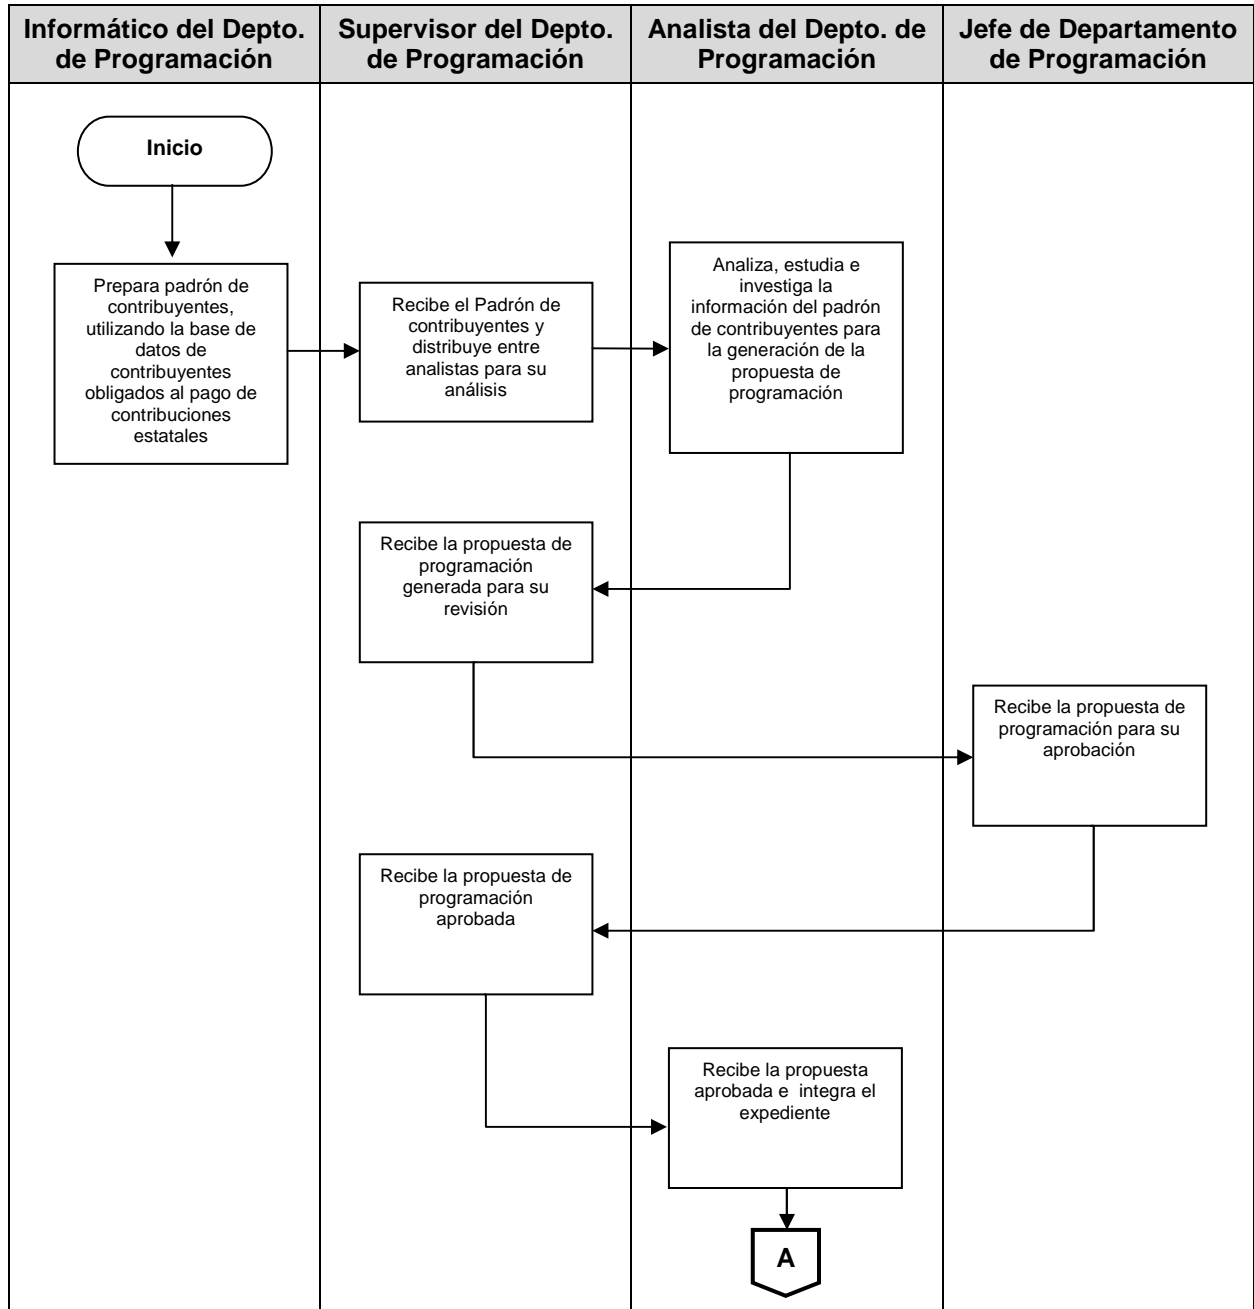 Informático del Depto.
de Programación
Supervisor del Depto.
de Programación
Analista del Depto. de
Programación
Jefe de Departamento
de Programación
Inicio
Prepara padrón de
contribuyentes,
utilizando la base de
datos de
contribuyentes
obligados al pago de
contribuciones
estatales
Recibe el Padrón de
contribuyentes y
distribuye entre
analistas para su
análisis
Analiza, estudia e
investiga la
información del padrón
de contribuyentes para
la generación de la
propuesta de
programación
Recibe la propuesta de
programación
generada para su
revisión
Recibe la propuesta de
programación para su
aprobación
Recibe la propuesta de
programación
aprobada
Recibe la propuesta
aprobada e  integra el
expediente
A